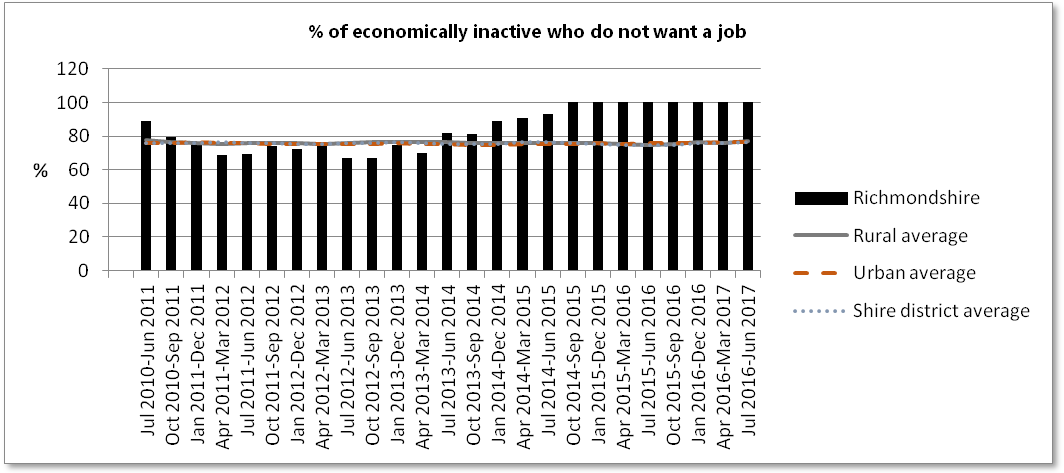 % of economically inactive who do not want a job
120
100
80
60
40
20
0
%
Jul 2010-Jun 2011
Oct 2010-Sep 2011
Jan 2011-Dec 2011
Apr 2011-Mar 2012
Jul 2011-Jun 2012
Oct 2011-Sep 2012
Jan 2012-Dec 2012
Apr 2012-Mar 2013
Jul 2012-Jun 2013
Oct 2012-Sep 2013
Jan 2013-Dec 2013
Apr 2013-Mar 2014
Jul 2013-Jun 2014
Oct 2013-Sep 2014
Jan 2014-Dec 2014
Apr 2014-Mar 2015
Jul 2014-Jun 2015
Oct 2014-Sep 2015
Jan 2015-Dec 2015
Apr 2015-Mar 2016
Jul 2015-Jun 2016
Oct 2015-Sep 2016
Jan 2016-Dec 2016
Apr 2016-Mar 2017
Jul 2016-Jun 2017
Richmondshire
Rural average
Urban average
Shire district average